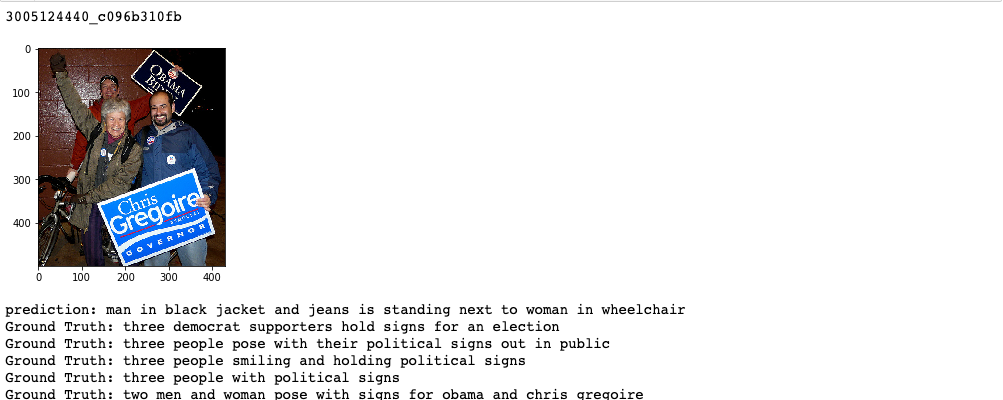 3005124440_c096b310fb
0
100
200
300
400
0
100
200
300
400
OBAMA
Chris
Gregoire
GOVERNOR
prediction: man in black jacket and jeans is standing next to woman in wheelchair
Ground Truth: three democrat supporters hold signs for an election
Ground Truth: three people pose with their political signs out in public
Ground Truth: three people smiling and holding political signs
Ground Truth: three people with political signs
Ground Truth: two men and woman pose with signs for obama and chris gregoire